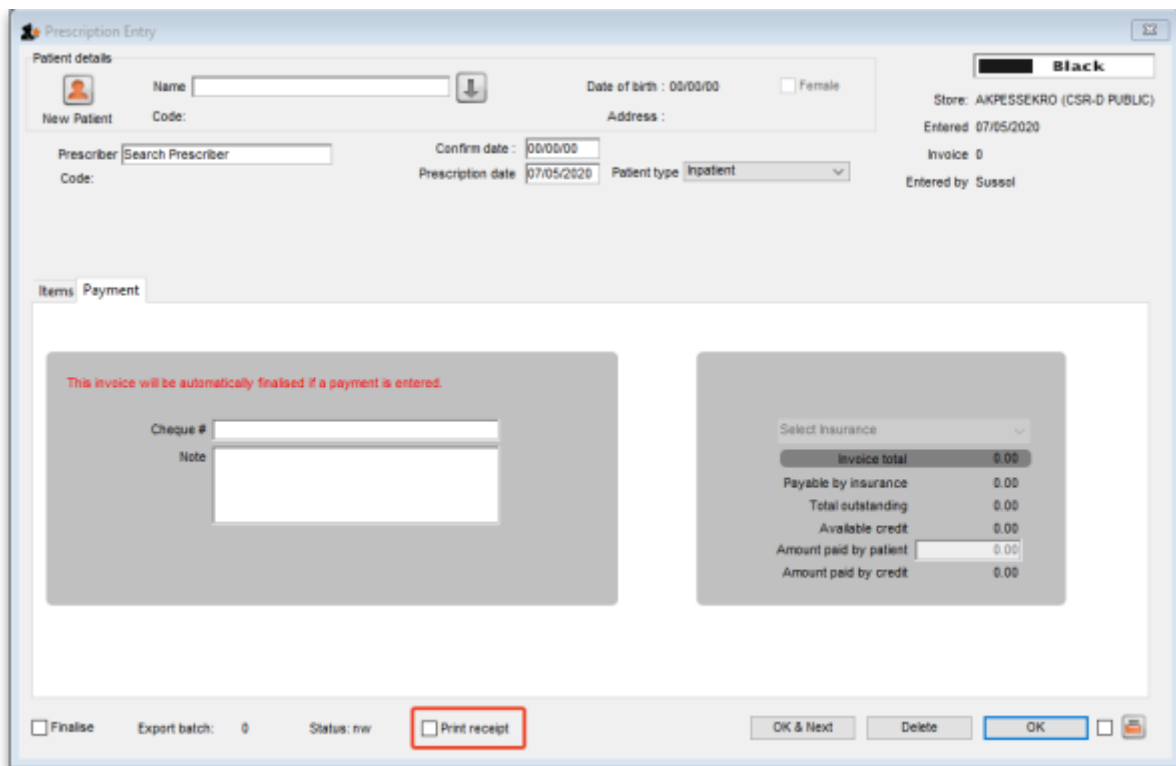 Prescription Entry
Patient details
Black
Name
Date of birth : 00/00/00
Female
Store: AKPESSEKRO (CSR-D PUBLIC)
New Patient
Code:
Address :
Entered 07/05/2020
Prescriber Search Prescriber
Confirm date : 00/00/00
Invoice 0
Code:
Prescription date 07/05/2020
Patient type Inpatient
Entered by Sussol
Items Payment
This invoice will be automatically finalised if a payment is entered.
Cheque #
Note
Select Insurance
Invoice total 0.00
Payable by insurance 0.00
Total outstanding 0.00
Available credit 0.00
Amount paid by patient 0.00
Amount paid by credit 0.00
Finalise
Export batch: 0
Status: nw
Print receipt
OK & Next
Delete
OK